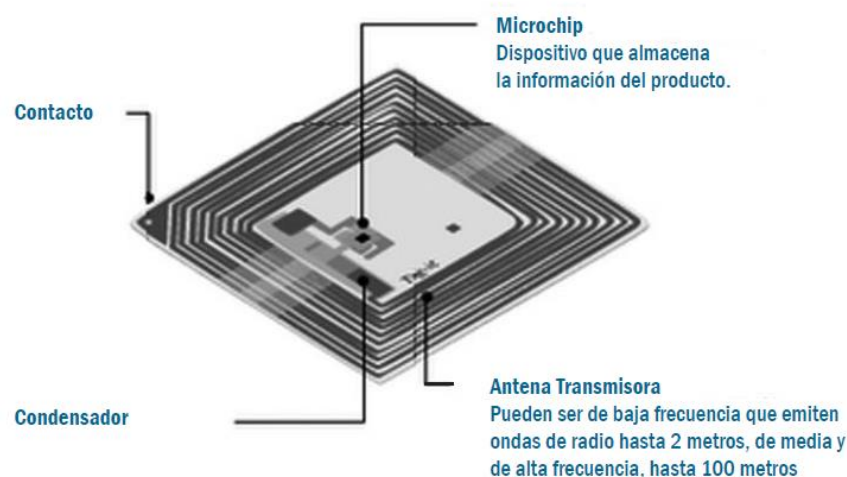 Microchip
Dispositivo que almacena
la información del producto.
Contacto
Condensador
Antena Transmisora
Pueden ser de baja frecuencia que emiten
ondas de radio hasta 2 metros, de media y
de alta frecuencia, hasta 100 metros